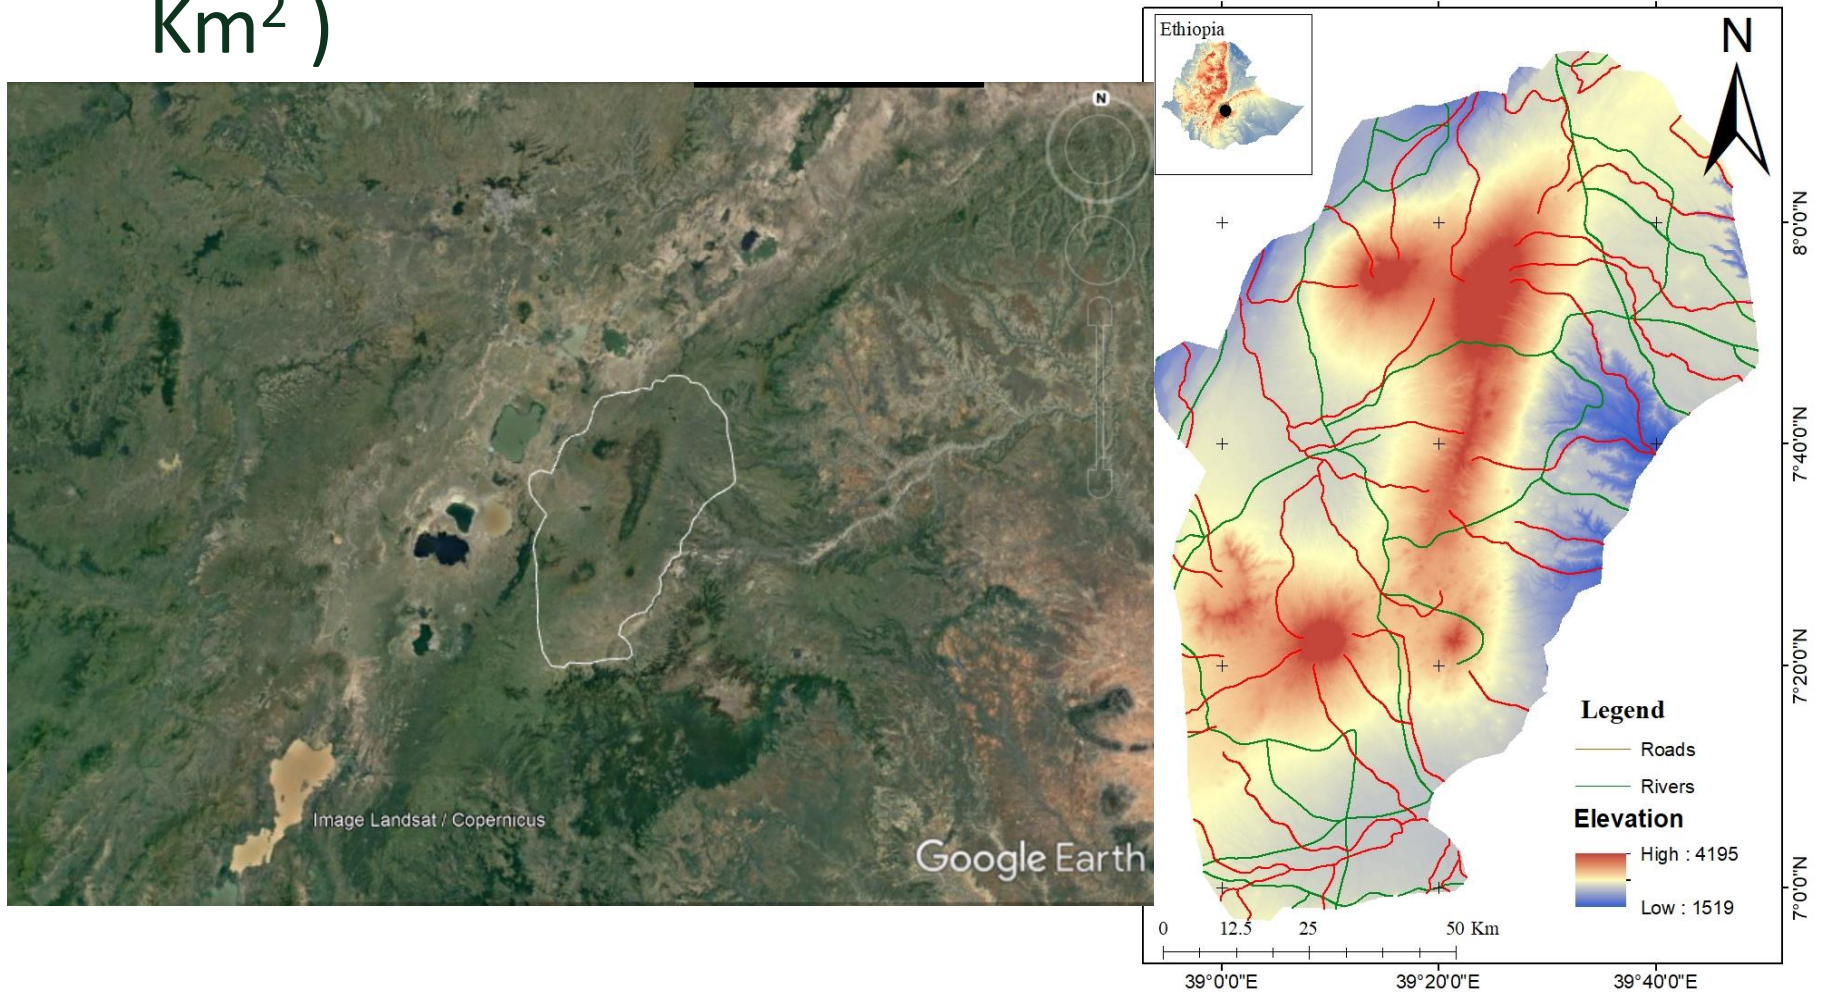 Km² )
N
Image Landsat / Copernicus
Google Earth
Ethiopia
N
8°0'0"N
7°40'0"N
7°20'0"N
7°0'0"N
Legend
Roads
Rivers
Elevation
High : 4195
Low : 1519
0 12.5 25 50 Km
39°0'0"E 39°20'0"E 39°40'0"E